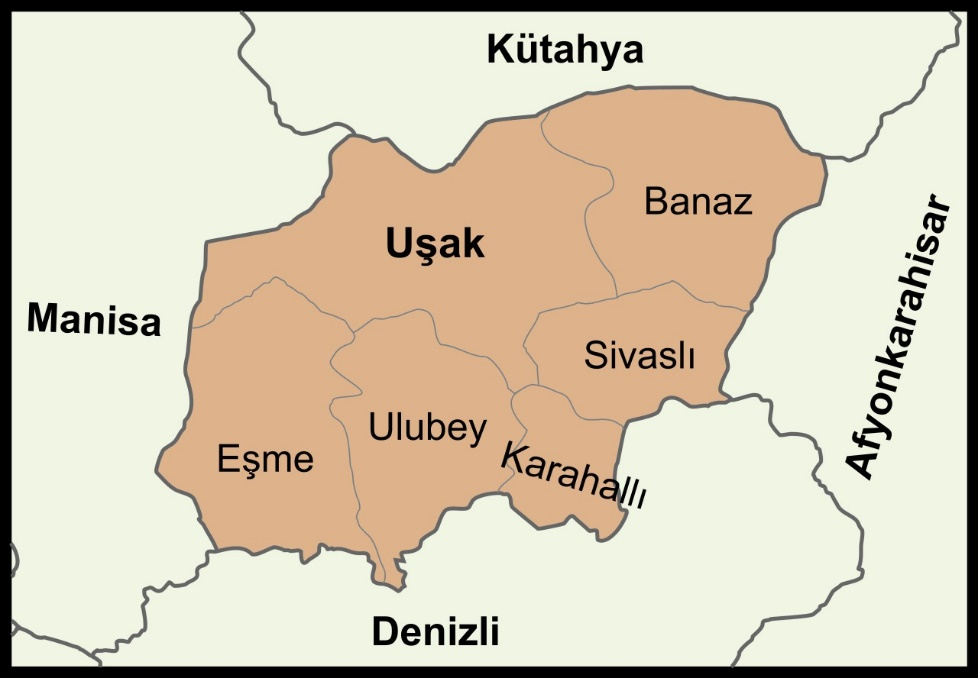 Kütahya
Banaz
Uşak
Manisa
Afyonkarahisar
Sivaslı
Ulubey
Eşme
Karahallı
Denizli